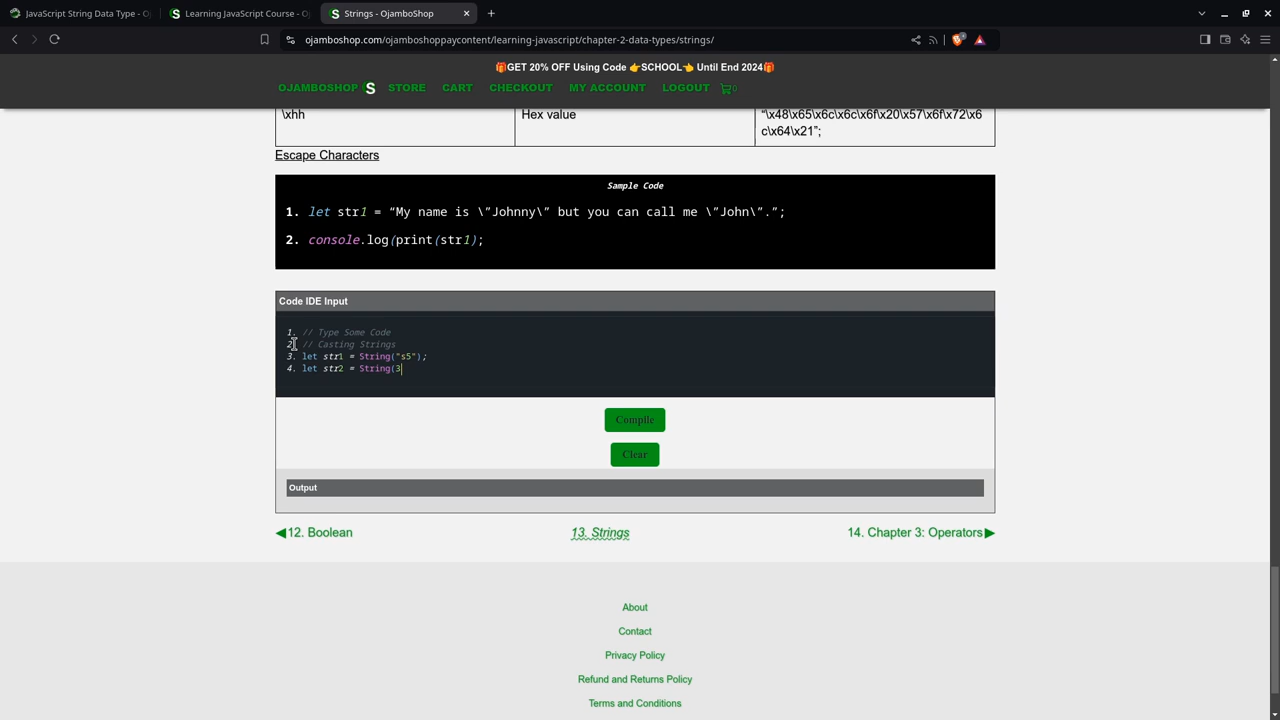 JavaScript String Data Type - O
Learning JavaScript Course - O
Strings - OjamboShop
ojamboshop.com/ojamboshoppaycontent/learning-javascript/chapter-2-data-types/strings/
🎁GET 20% OFF Using Code 👉SCHOOL👈 Until End 2024🎁
OJAMBOSHOP S STORE CART CHECKOUT MY ACCOUNT LOGOUT 0
\xhh Hex value “\x48\x65\x6c\x6c\x6f\x20\x57\x6f\x72\x6
c\x64\x21”;
Escape Characters
Sample Code
1. let str1 = “My name is \”Johnny\” but you can call me \”John\”.”;
2. console.log(print(str1);
Code IDE Input
1. // Type Some Code
2. // Casting Strings
3. let str1 = String("s5");
4. let str2 = String(3
Compile
Clear
Output
◀12. Boolean 13. Strings 14. Chapter 3: Operators▶
About
Contact
Privacy Policy
Refund and Returns Policy
Terms and Conditions